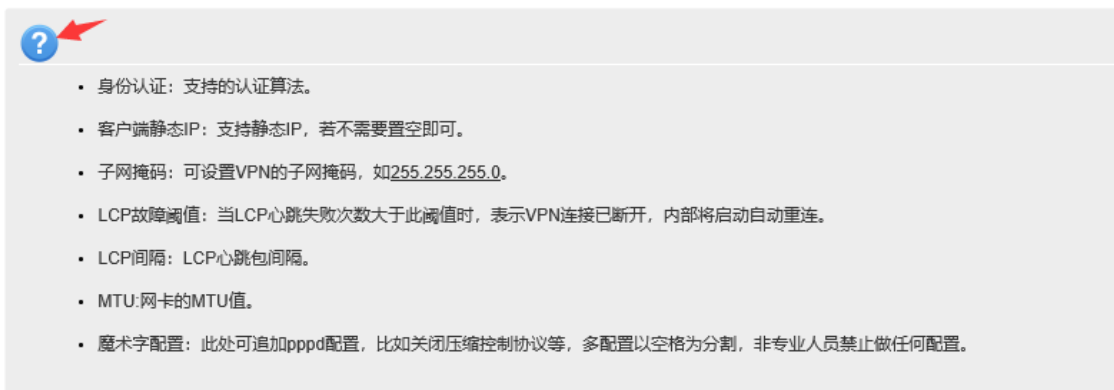 ?
• 身份认证：支持的认证算法。
• 客户端静态IP：支持静态IP，若不需要置空即可。
• 子网掩码：可设置VPN的子网掩码，如255.255.255.0。
• LCP故障阈值：当LCP心跳失败次数大于此阈值时，表示VPN连接已断开，内部将启动自动重连。
• LCP间隔：LCP心跳包间隔。
• MTU:网卡的MTU值。
• 魔术字配置：此处可追加pppd配置，比如关闭压缩控制协议等，多配置以空格为分割，非专业人员禁止做任何配置。